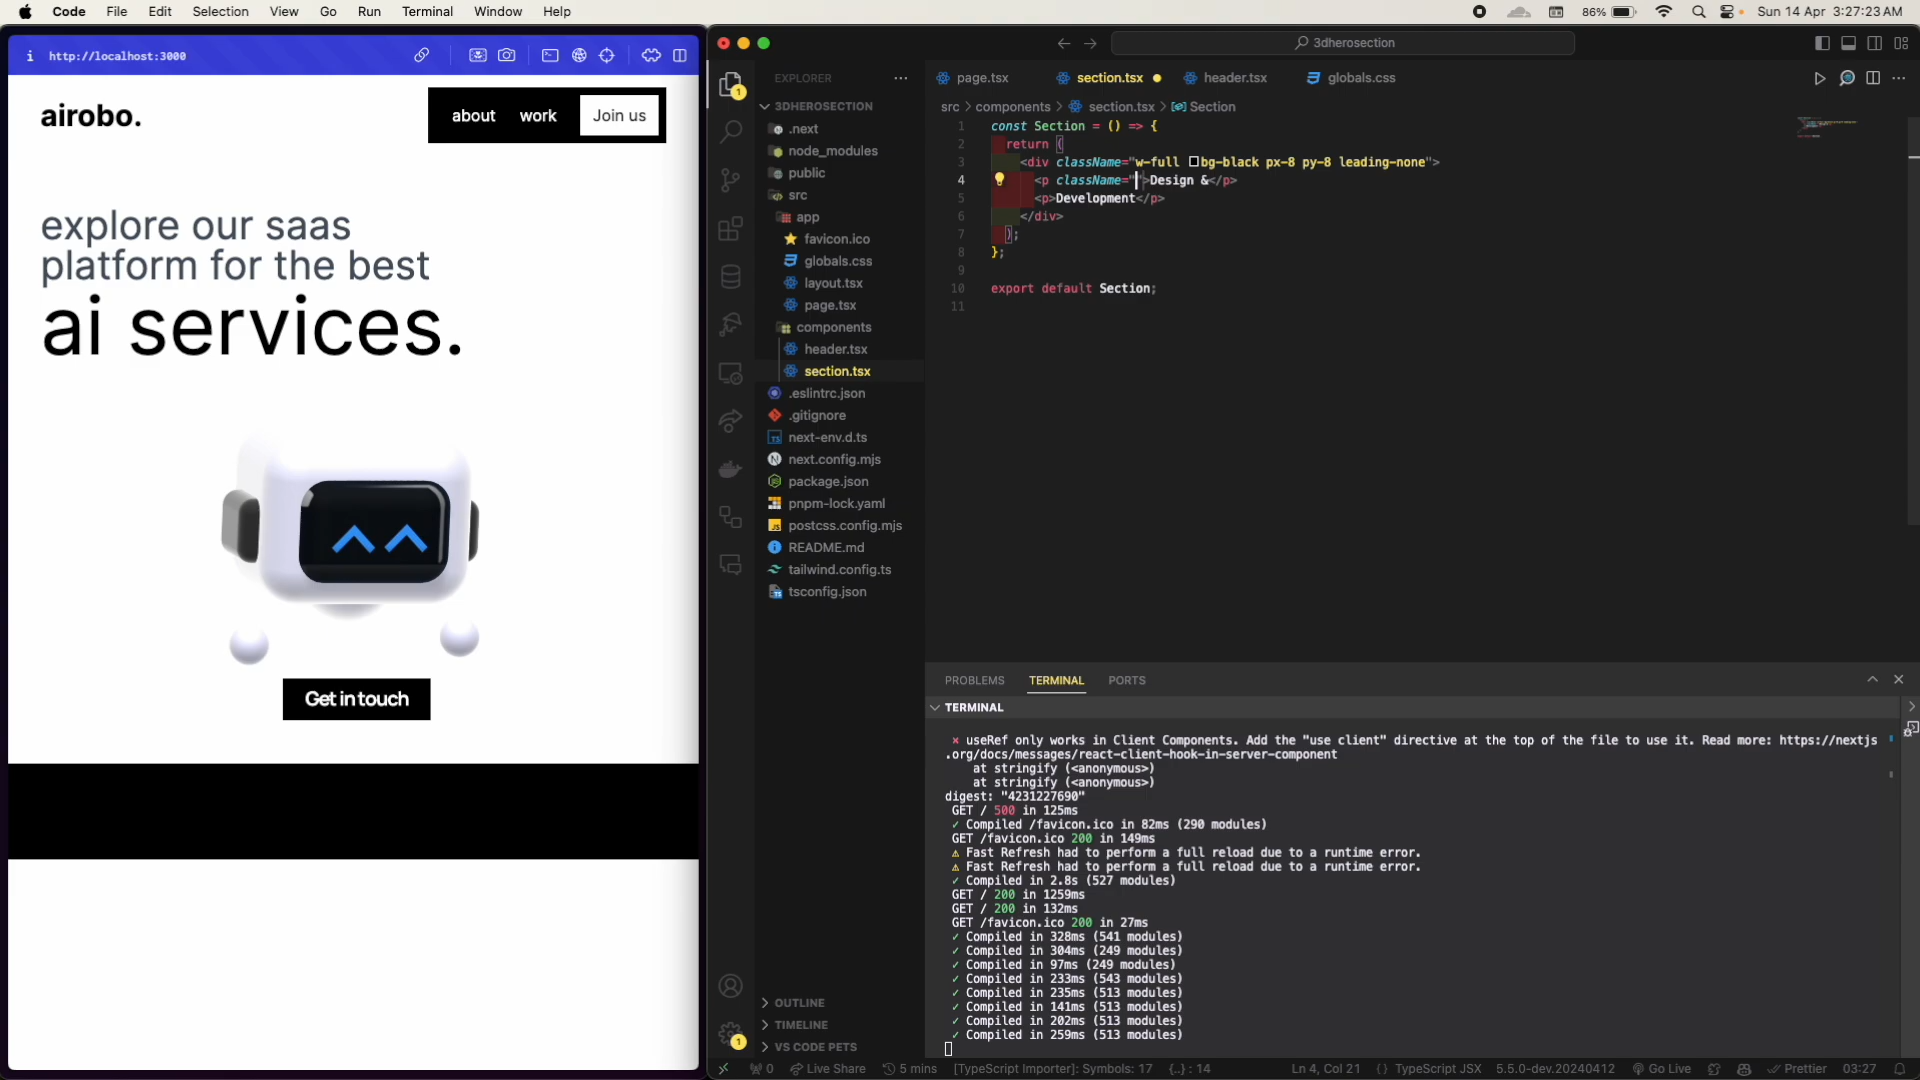 Code File Edit Selection View Go Run Terminal Window Help 86% Sun 14 Apr 3:27:23 AM
i http://localhost:3000
airobo.
about work Join us
explore our saas
platform for the best
ai services.
Get in touch
3dherosection
EXPLORER
3DHEROSECTION
.next
node_modules
public
src
app
favicon.ico
globals.css
layout.tsx
page.tsx
components
header.tsx
section.tsx
.eslintrc.json
.gitignore
next-env.d.ts
next.config.mjs
package.json
pnpm-lock.yaml
postcss.config.mjs
README.md
tailwind.config.ts
tsconfig.json
OUTLINE
TIMELINE
VS CODE PETS
1
1
page.tsx section.tsx header.tsx globals.css
src > components > section.tsx > Section
1 const Section = () => {
2 return (
3 <div className="w-full bg-black px-8 py-8 leading-none">
4 <p className="">Design &</p>
5 <p>Development</p>
6 </div>
7 );
8 };
9
10 export default Section;
11
PROBLEMS TERMINAL PORTS
TERMINAL
⨯ useRef only works in Client Components. Add the "use client" directive at the top of the file to use it. Read more: https://nextjs
.org/docs/messages/react-client-hook-in-server-component
at stringify (<anonymous>)
at stringify (<anonymous>)
digest: "4231227690"
GET / 500 in 125ms
✓ Compiled /favicon.ico in 82ms (290 modules)
GET /favicon.ico 200 in 149ms
⚠ Fast Refresh had to perform a full reload due to a runtime error.
⚠ Fast Refresh had to perform a full reload due to a runtime error.
✓ Compiled in 2.8s (527 modules)
GET / 200 in 1259ms
GET / 200 in 132ms
GET /favicon.ico 200 in 27ms
✓ Compiled in 328ms (541 modules)
✓ Compiled in 304ms (249 modules)
✓ Compiled in 97ms (249 modules)
✓ Compiled in 233ms (543 modules)
✓ Compiled in 235ms (513 modules)
✓ Compiled in 141ms (513 modules)
✓ Compiled in 202ms (513 modules)
✓ Compiled in 259ms (513 modules)
0 Live Share 5 mins [TypeScript Importer]: Symbols: 17 {..} : 14 Ln 4, Col 21 {} TypeScript JSX 5.5.0-dev.20240412 Go Live Prettier 03:27